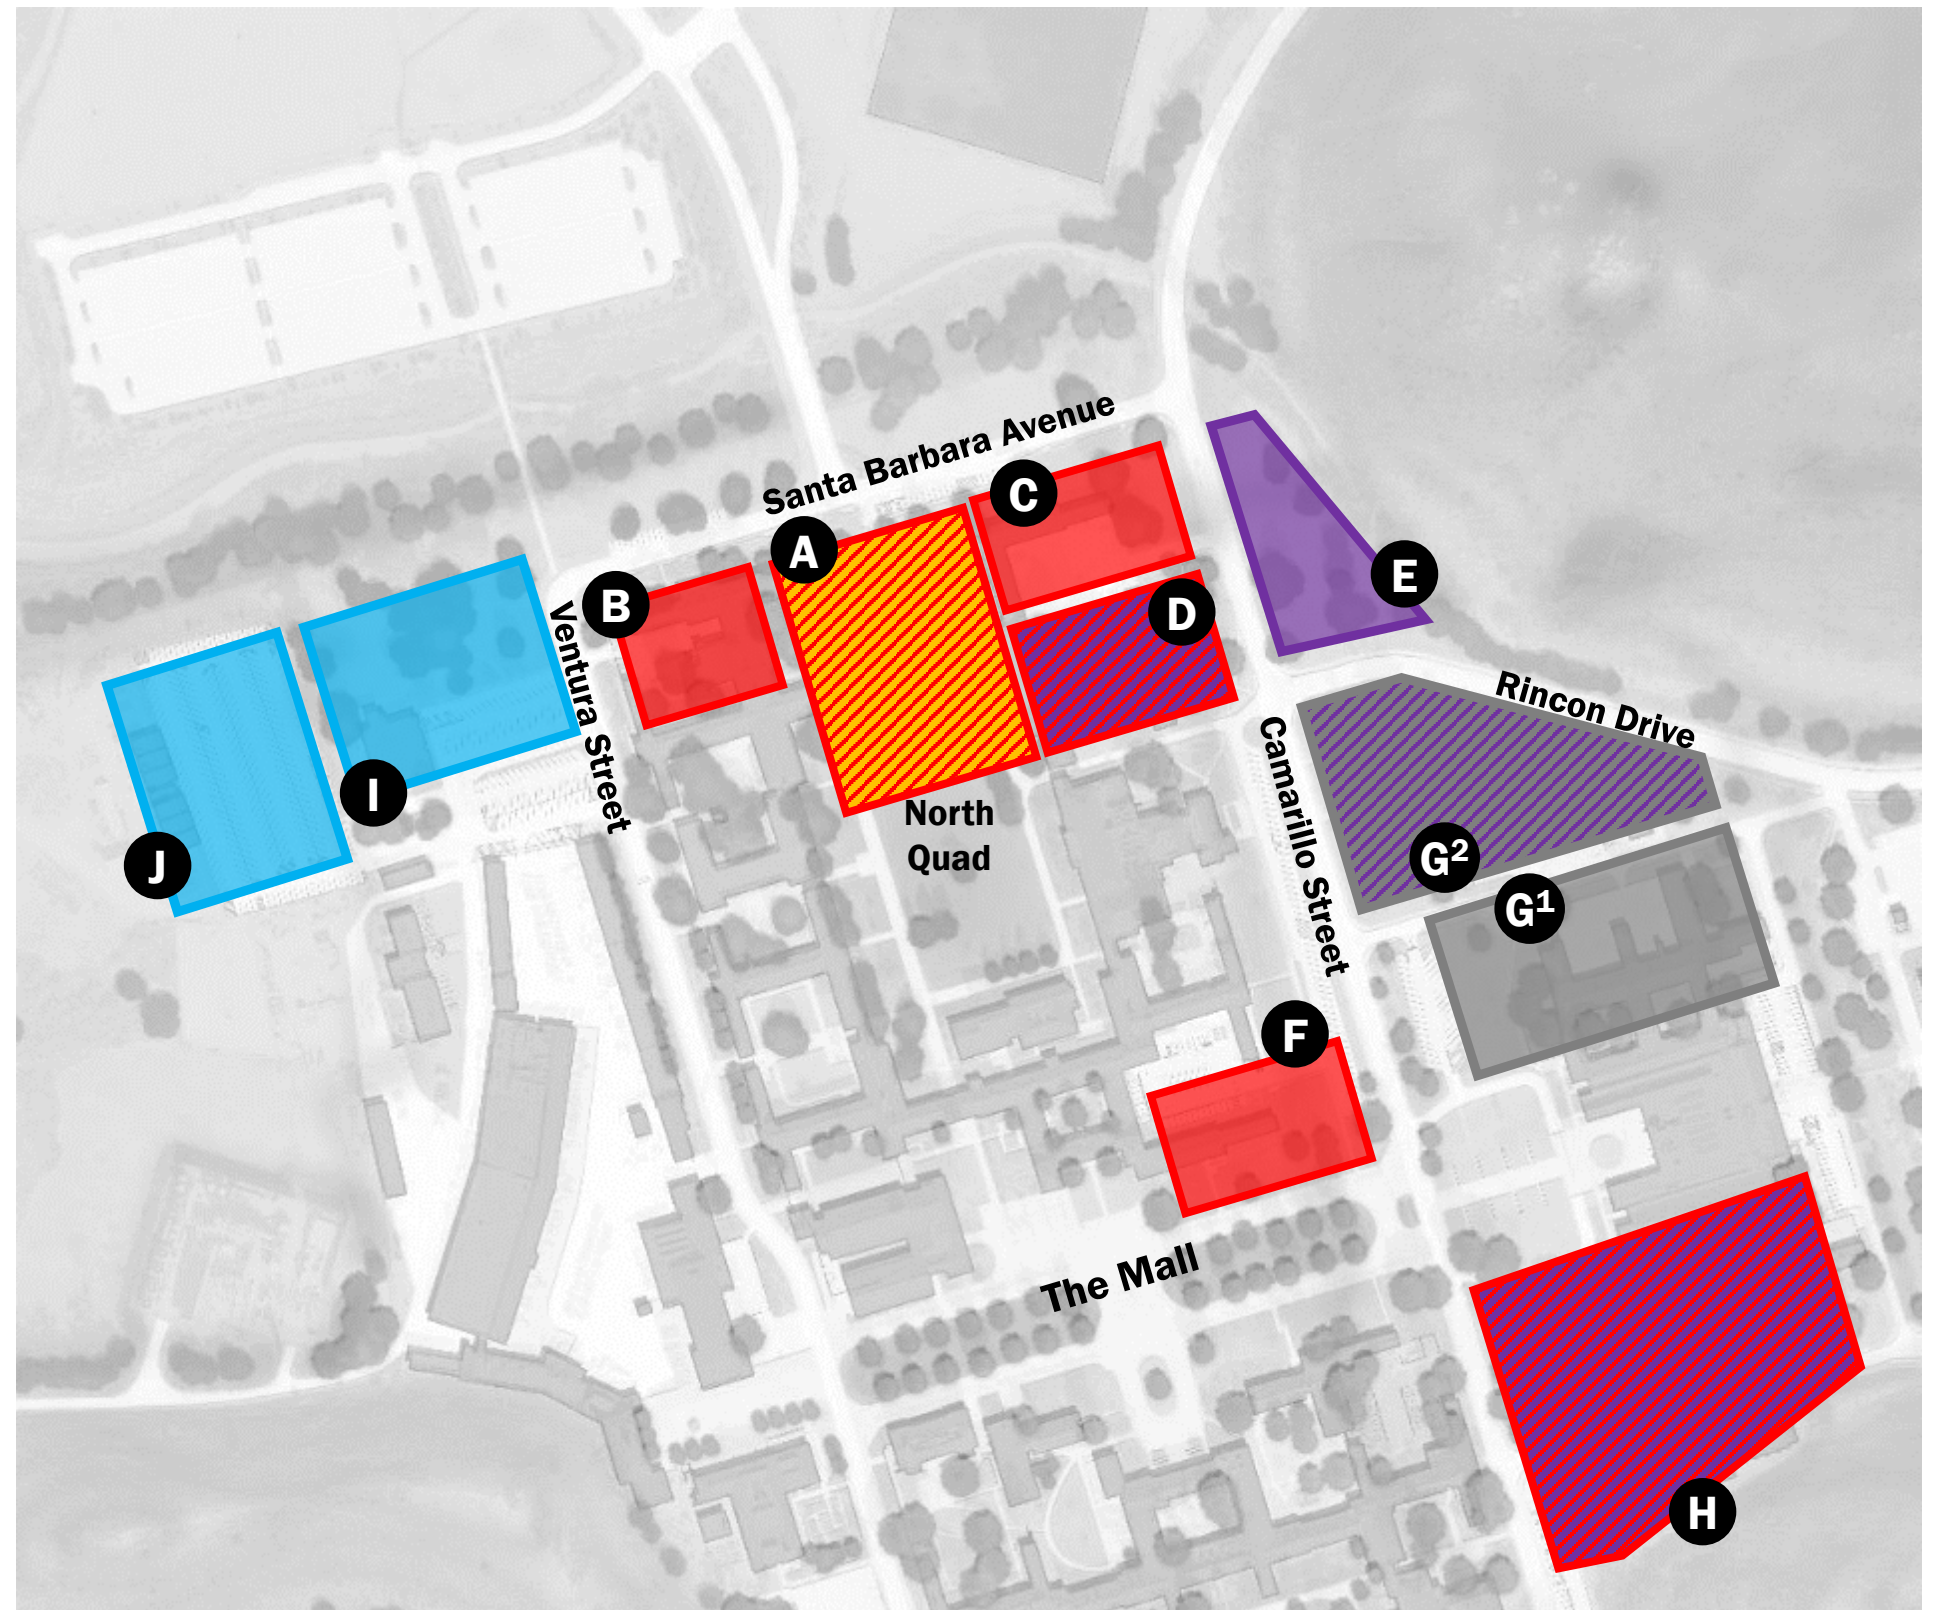 Santa Barbara Avenue
C
A
E
B
D
Ventura Street
Rincon Drive
Camarillo Street
I
North
Quad
J
G²
G¹
F
The Mall
H